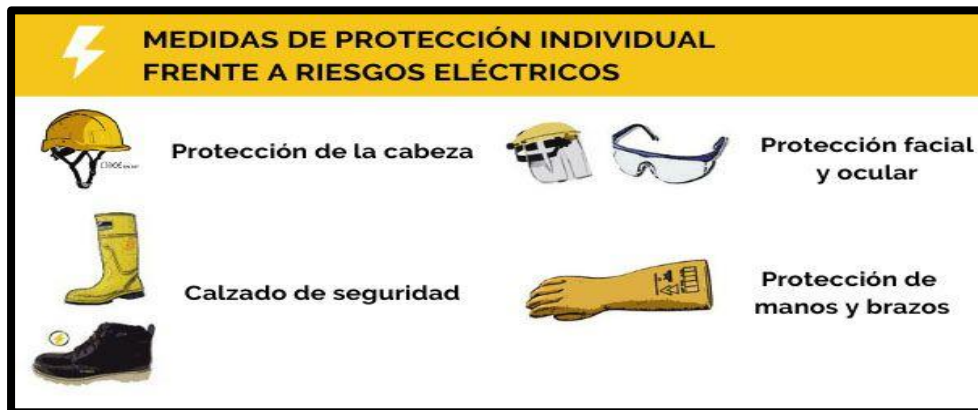 MEDIDAS DE PROTECCIÓN INDIVIDUAL
FRENTE A RIESGOS ELÉCTRICOS
Protección de la cabeza
Protección facial
y ocular
Calzado de seguridad
Protección de
manos y brazos